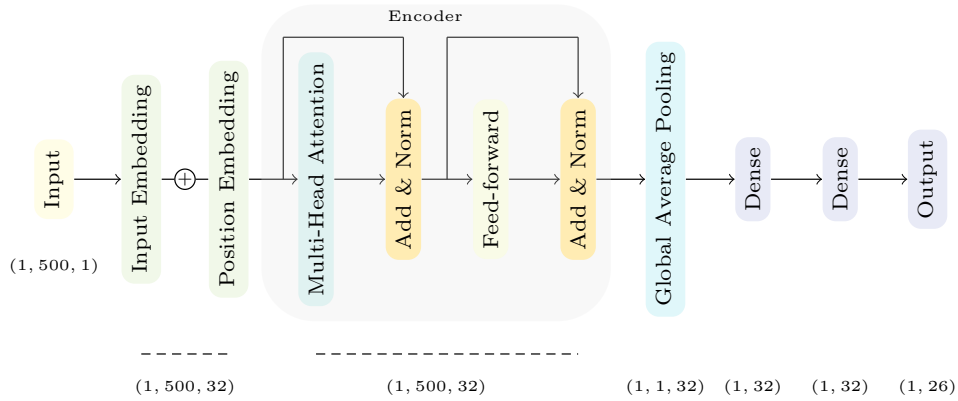 Encoder
Input
Input Embedding
+
Position Embedding
Multi-Head Attention
Add & Norm
Feed-forward
Add & Norm
Global Average Pooling
Dense
Dense
Output
(1, 500, 1)
(1, 500, 32)
(1, 500, 32)
(1, 1, 32)
(1, 32)
(1, 32)
(1, 26)